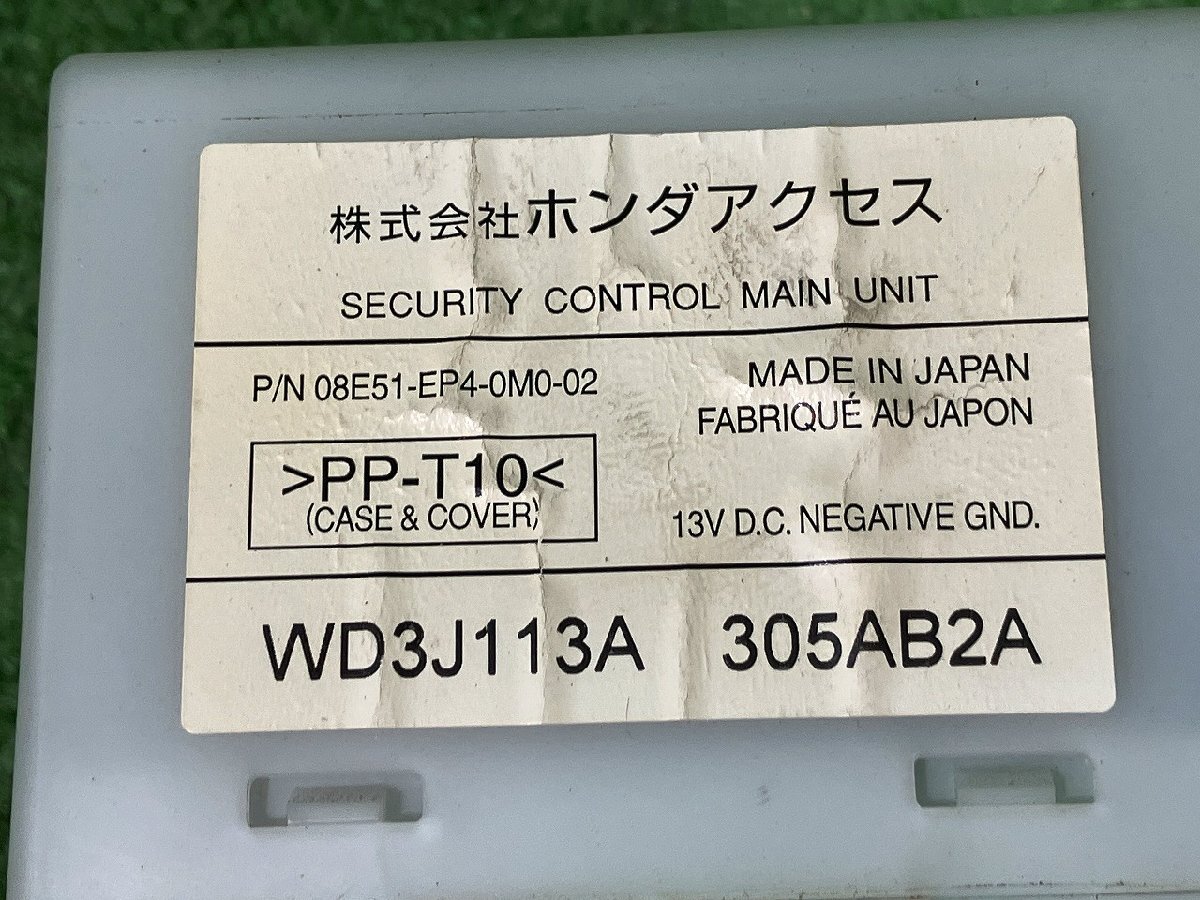 株式会社ホンダアクセス
SECURITY CONTROL MAIN UNIT
P/N 08E51-EP4-0M0-02
MADE IN JAPAN
FABRIQUÉ AU JAPON
>PP-T10<
(CASE & COVER)
13V D.C. NEGATIVE GND.
WD3J113A 305AB2A